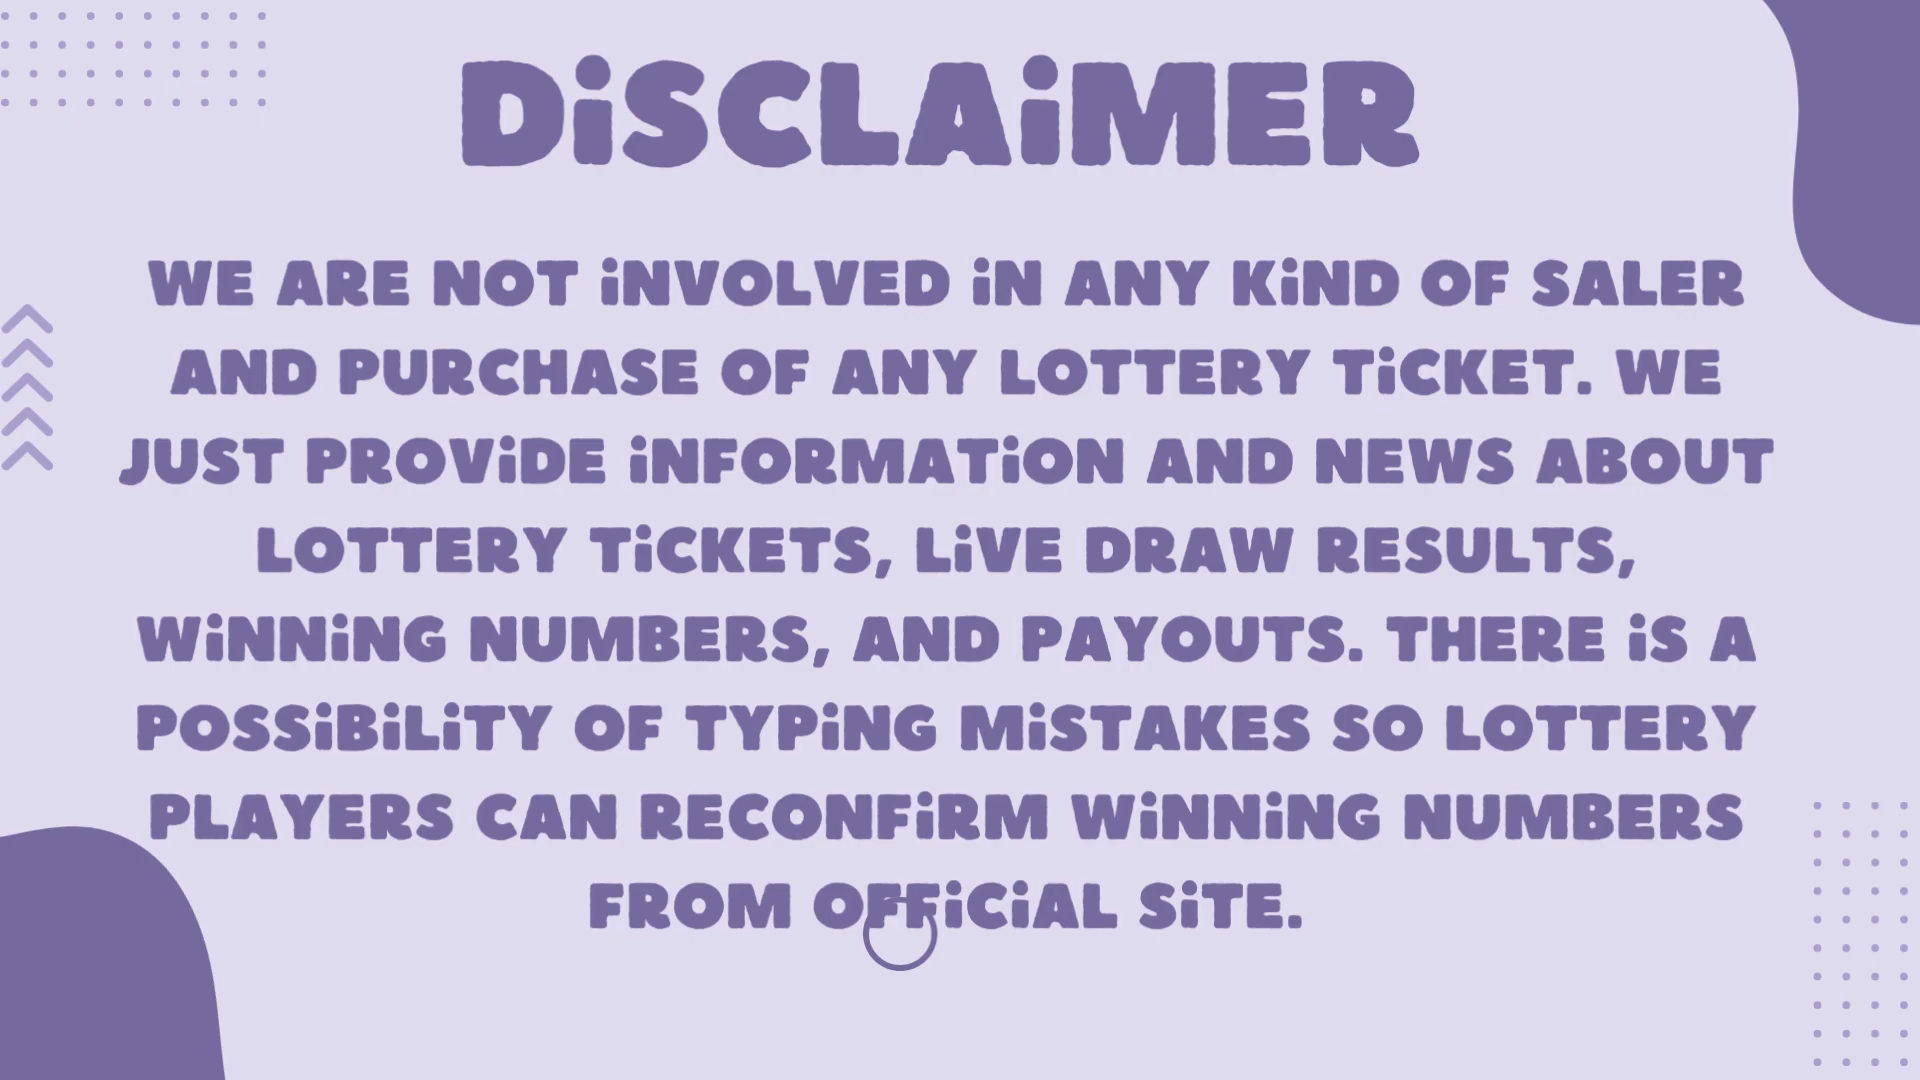 DiSCLAiMER
WE ARE NOT iNVOLVED iN ANY KiND OF SALER
AND PURCHASE OF ANY LOTTERY TiCKET. WE
JUST PROViDE iNFORMATiON AND NEWS ABOUT
LOTTERY TiCKETS, LiVE DRAW RESULTS,
WiNNiNG NUMBERS, AND PAYOUTS. THERE iS A
POSSiBiLiTY OF TYPiNG MiSTAKES SO LOTTERY
PLAYERS CAN RECONFiRM WiNNiNG NUMBERS
FROM OFFiCiAL SiTE.